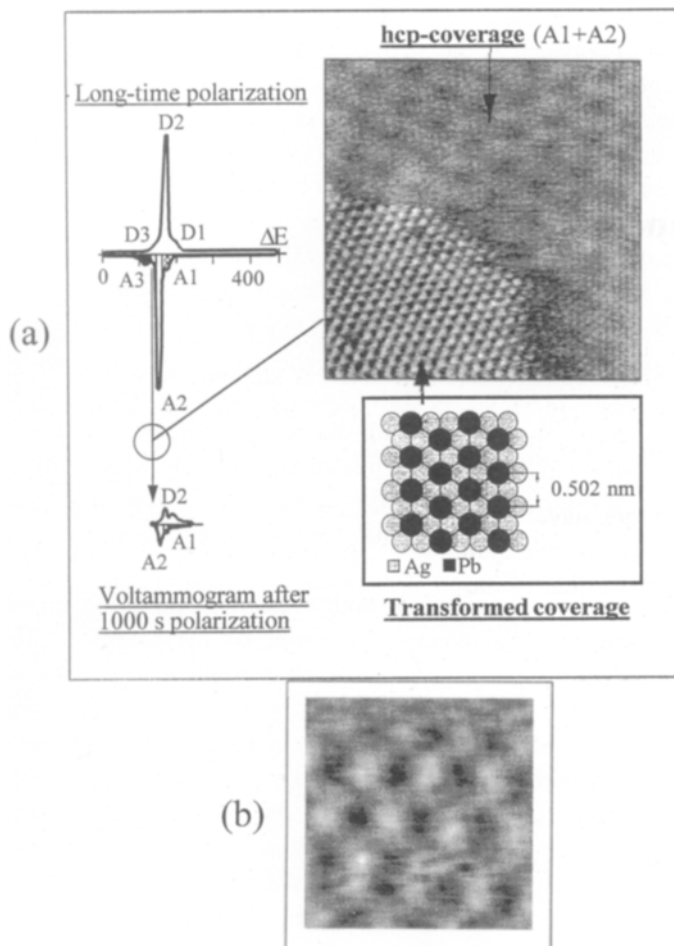 hcp-coverage (A1+A2)
Long-time polarization
D2
D3
D1
ΔE
0
A3
A1
400
(a)
A2
D2
A1
A2
0.502 nm
Ag
Pb
Voltammogram after
1000 s polarization
Transformed coverage
(b)